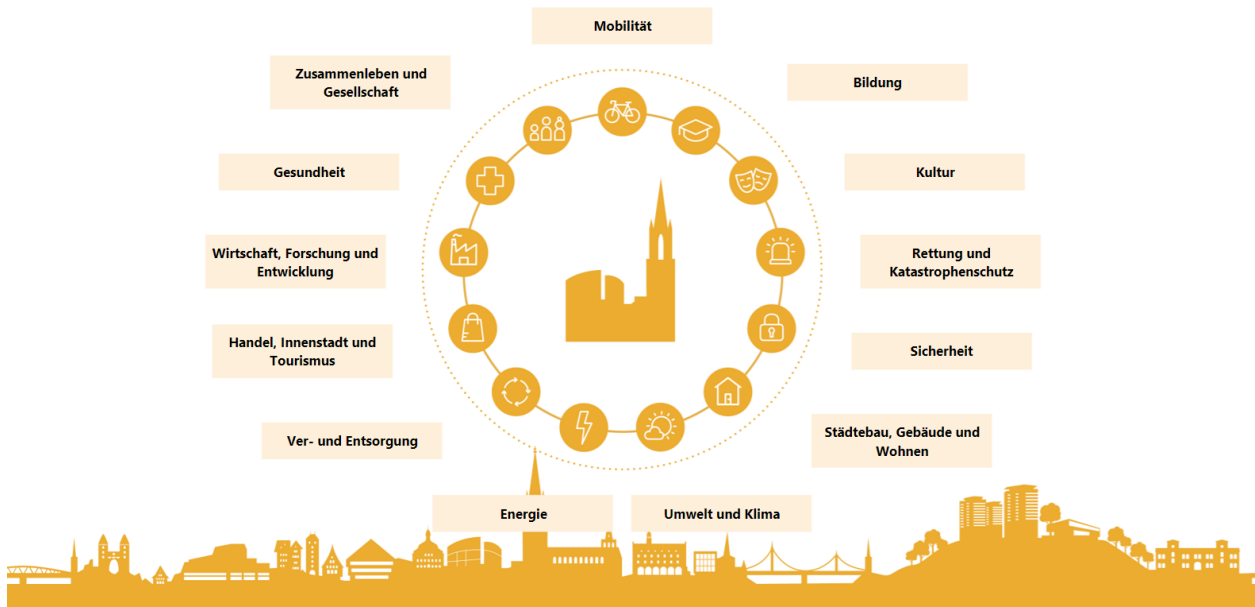 Mobilität
Zusammenleben und
Gesellschaft
Bildung
Gesundheit
Kultur
Wirtschaft, Forschung und
Entwicklung
Rettung und
Katastrophenschutz
Handel, Innenstadt und
Tourismus
Sicherheit
Ver- und Entsorgung
Städtebau, Gebäude und
Wohnen
Energie
Umwelt und Klima